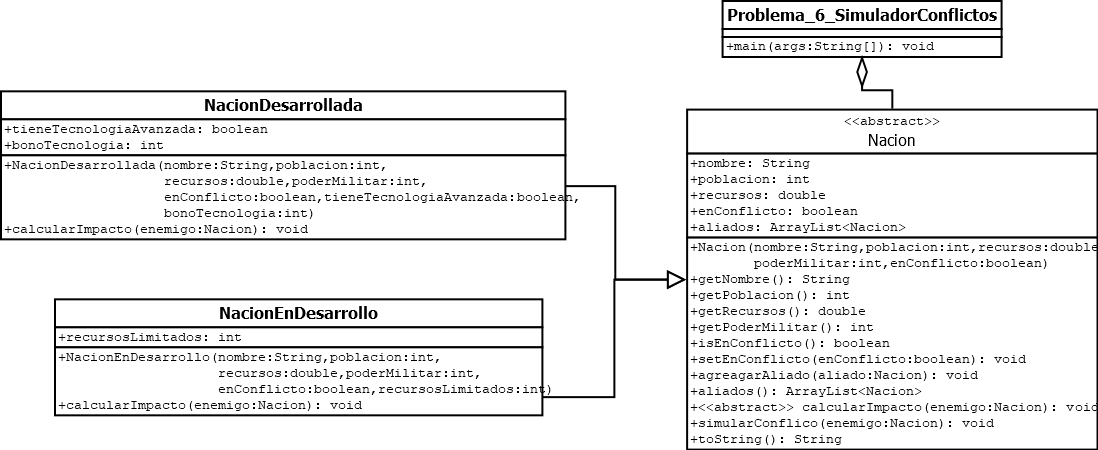 Problema_6_SimuladorConflictos
+main(args:String[]): void
NacionDesarrollada
+tieneTecnologiaAvanzada: boolean
+bonoTecnologia: int
+NacionDesarrollada(nombre:String,poblacion:int,
recursos:double,poderMilitar:int,
enConflicto:boolean,tieneTecnologiaAvanzada:boolean,
bonoTecnologia:int)
+calcularImpacto(enemigo:Nacion): void
<<abstract>>
Nacion
+nombre: String
+poblacion: int
+recursos: double
+enConflicto: boolean
+aliados: ArrayList<Nacion>
+Nacion(nombre:String,poblacion:int,recursos:double
poderMilitar:int,enConflicto:boolean)
+getNombre(): String
+getPoblacion(): int
+getRecursos(): double
+getPoderMilitar(): int
+isEnConflicto(): boolean
+setEnConflicto(enConflicto:boolean): void
+agreagarAliado(aliado:Nacion): void
+aliados(): ArrayList<Nacion>
+<<abstract>> calcularImpacto(enemigo:Nacion): void
+simularConflico(enemigo:Nacion): void
+toString(): String
NacionEnDesarrollo
+recursosLimitados: int
+NacionEnDesarrollo(nombre:String,poblacion:int,
recursos:double,poderMilitar:int,
enConflicto:boolean,recursosLimitados:int)
+calcularImpacto(enemigo:Nacion): void